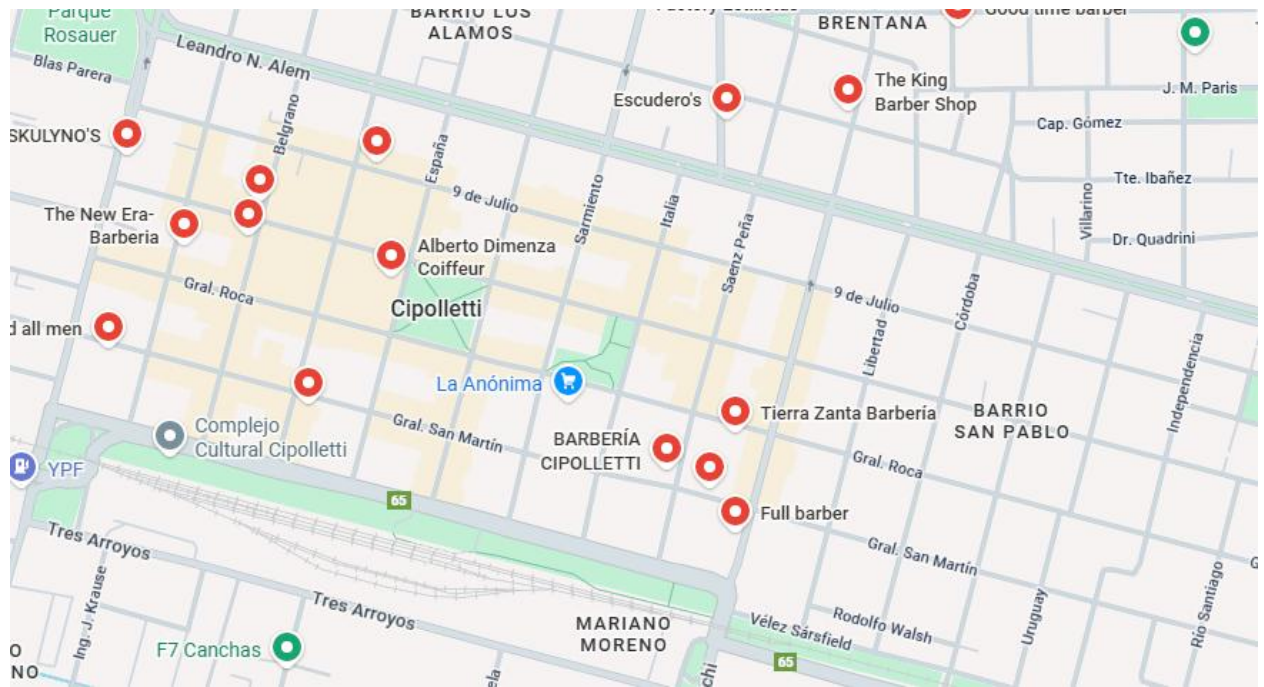 Parque
Rosauer
BARRIO LOS
ALAMOS
BRENTANA
Good time barber
Leandro N. Alem
Blas Parera
The King
Barber Shop
Escudero's
J. M. Paris
Cap. Gómez
SKULYNO'S
Belgrano
España
9 de Julio
Sarmiento
Italia
Saenz Peña
Tte. Ibañez
Villarino
Dr. Quadrini
The New Era-
Barberia
Alberto Dimenza
Coiffeur
Gral. Roca
Cipolletti
9 de Julio
Libertad
Córdoba
Independencia
d all men
La Anónima
Tierra Zanta Barbería
BARRIO
SAN PABLO
Complejo
Cultural Cipolletti
Gral. San Martín
BARBERÍA
CIPOLLETTI
Gral. Roca
YPF
65
Full barber
Gral. San Martín
Tres Arroyos
Ing. J. Krause
Tres Arroyos
MARIANO
MORENO
Vélez Sársfield
Rodolfo Walsh
Uruguay
Río Santiago
G
F7 Canchas
O
NO
65
chi
ela